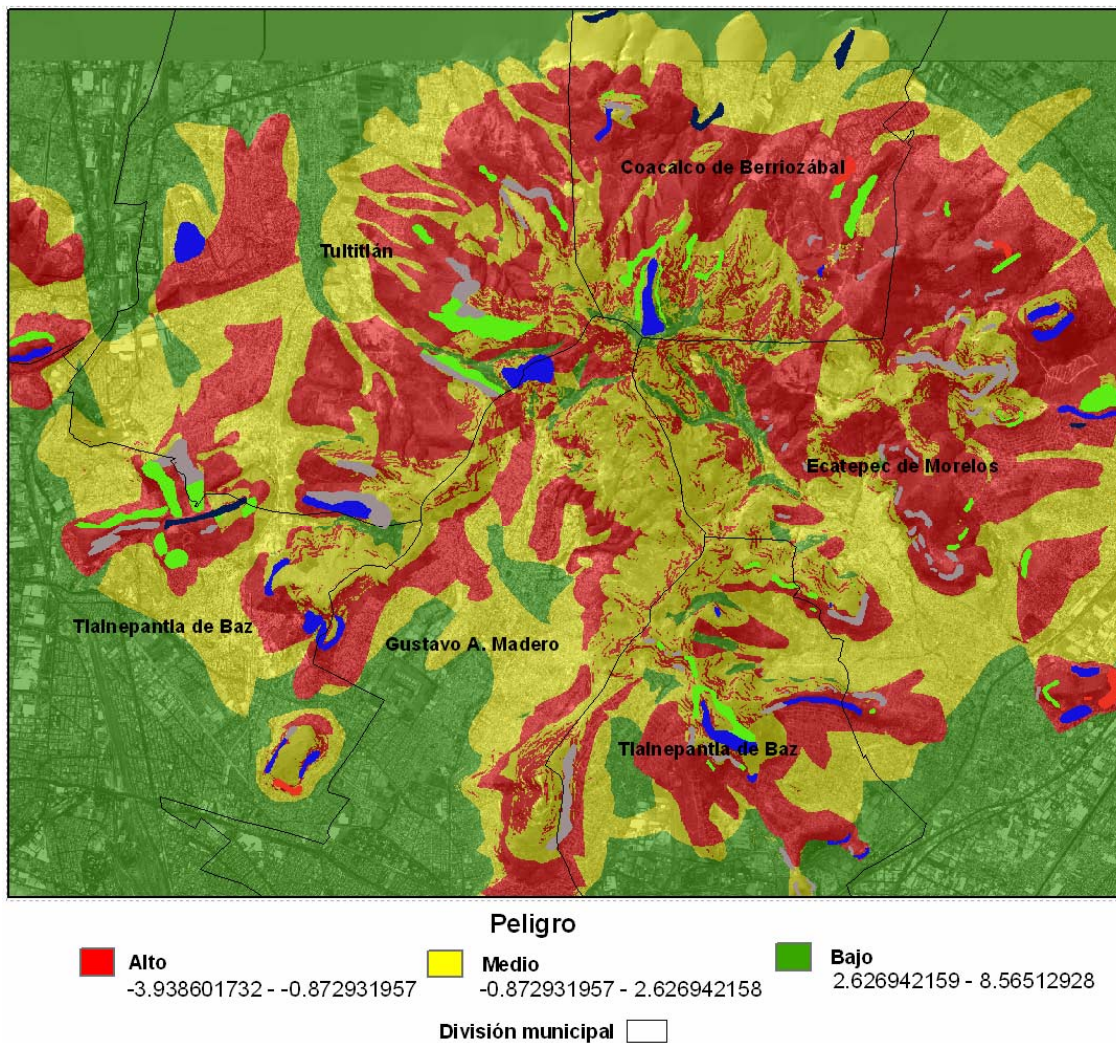 Coacalco de Berriozábal
Tultitlán
Ecatepec de Morelos
Tlalnepantla de Baz
Gustavo A. Madero
Tlalnepantla de Baz
Peligro
Alto
-3.938601732 - -0.872931957
Medio
-0.872931957 - 2.626942158
Bajo
2.626942159 - 8.56512928
División municipal